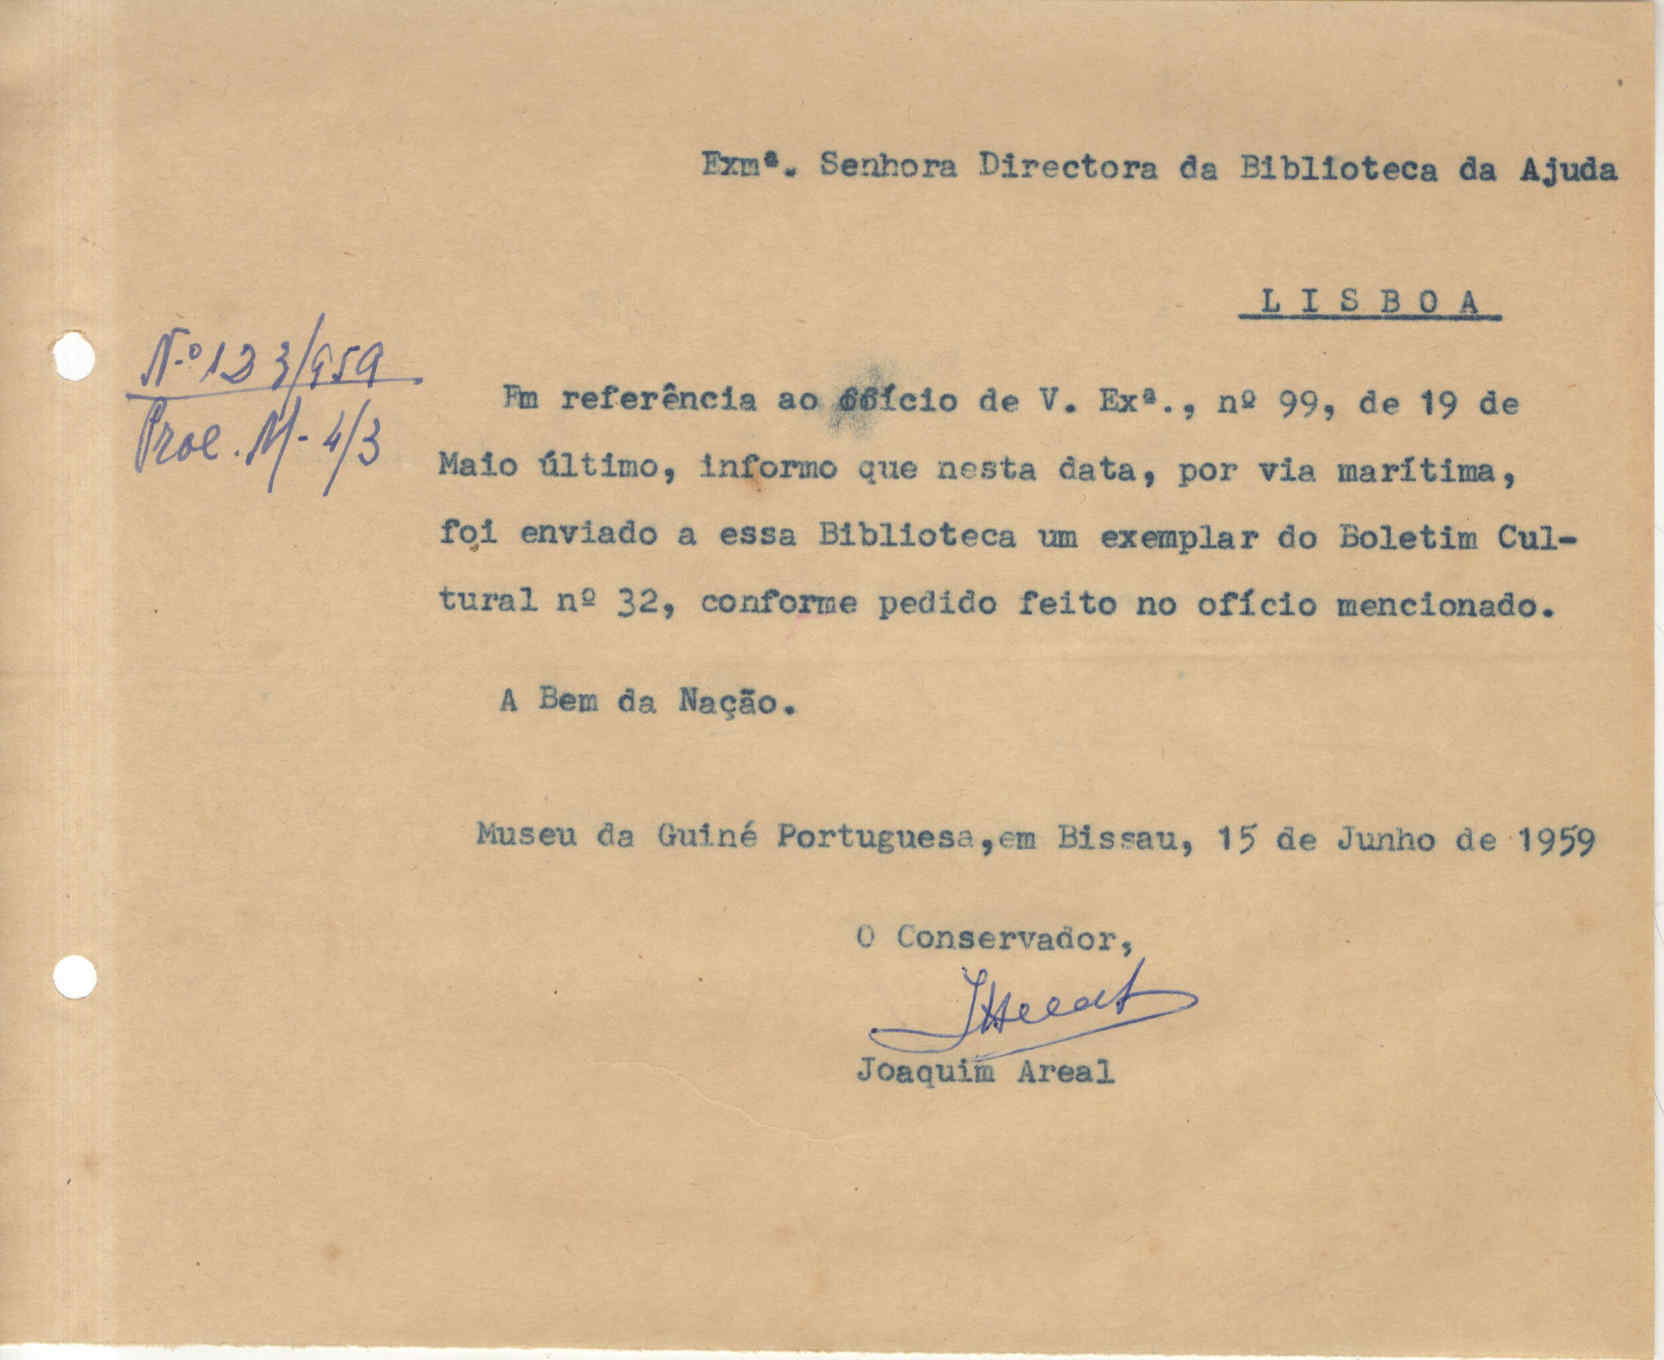 Exmª. Senhora Directora da Biblioteca da Ajuda
LISBOA
N.º 123/959
Proc. M-4/3
Em referência ao ofício de V. Exª., nº 99, de 19 de
Maio último, informo que nesta data, por via marítima,
foi enviado a essa Biblioteca um exemplar do Boletim Cul-
tural nº 32, conforme pedido feito no ofício mencionado.
A Bem da Nação.
Museu da Guiné Portuguesa,em Bissau, 15 de Junho de 1959
O Conservador,
JAreal
Joaquim Areal